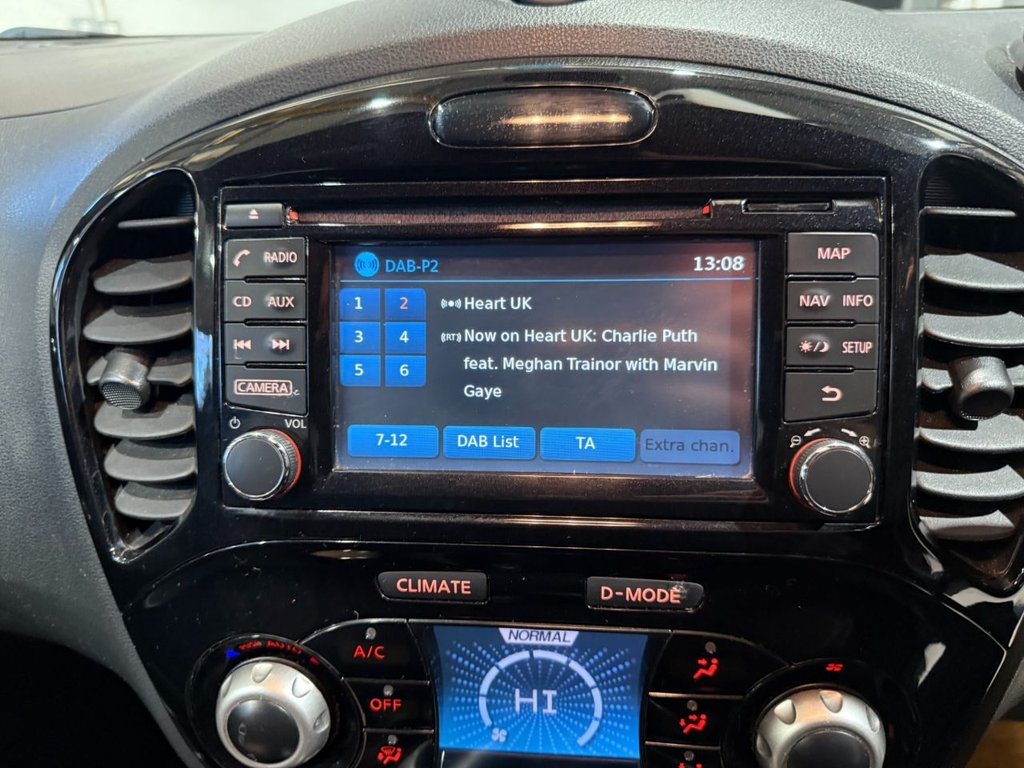 DAB-P2 13:08
RADIO
MAP
1 2 Heart UK
CD AUX
NAV INFO
3 4 Now on Heart UK: Charlie Puth
feat. Meghan Trainor with Marvin
SETUP
5 6 Gaye
CAMERA
VOL
7-12 DAB List TA Extra chan.
CLIMATE
D-MODE
NORMAL
AUTO
A/C
HI
OFF